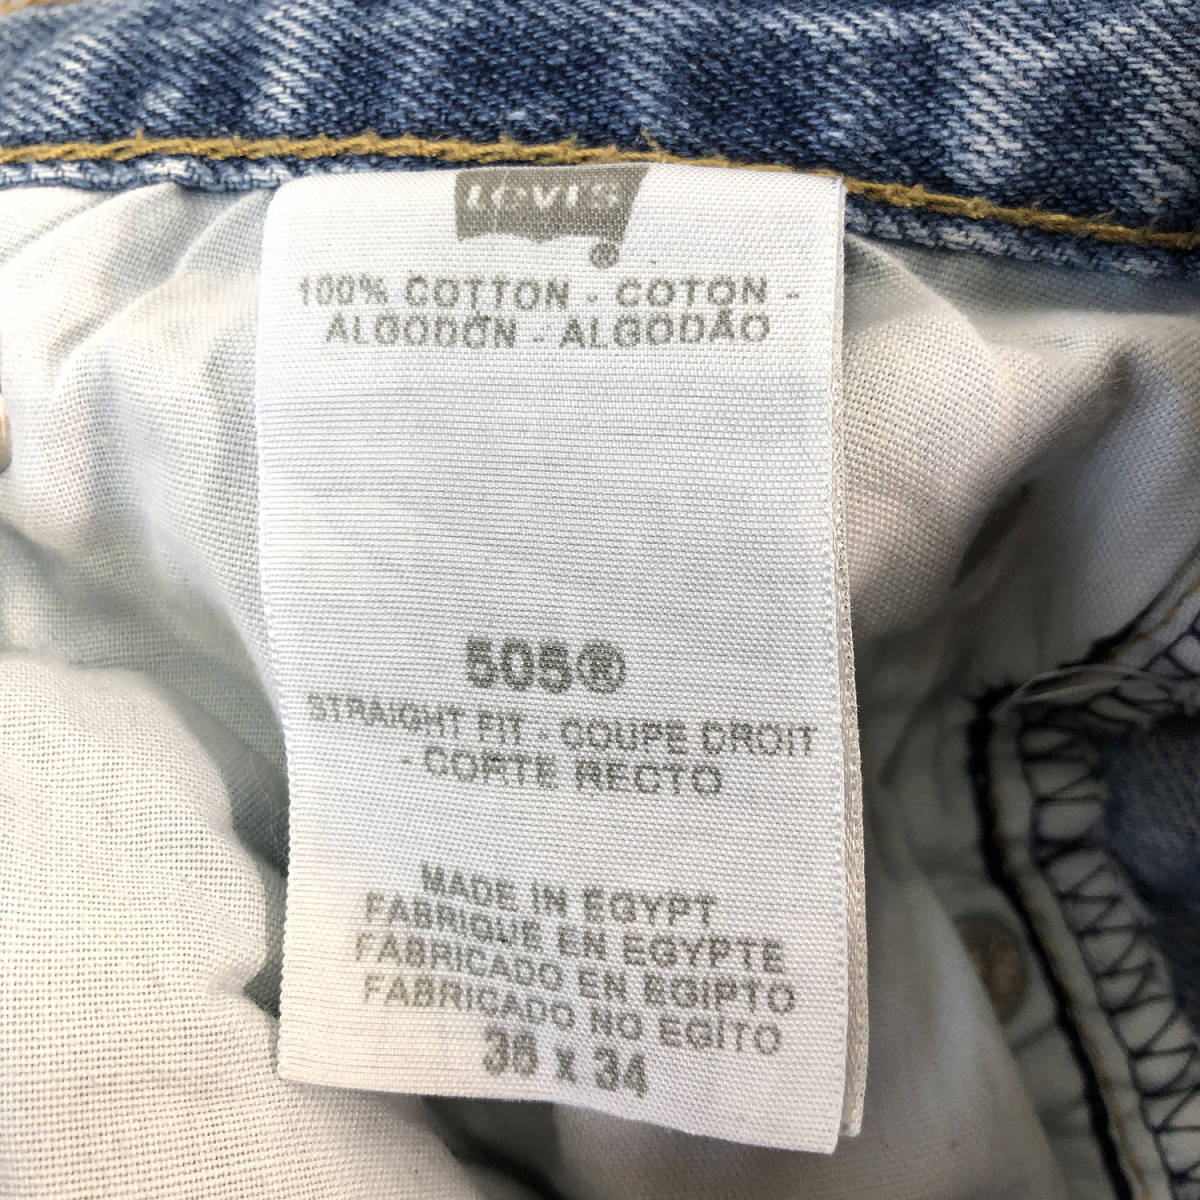 Levi's
®
100% COTTON - COTON -
ALGODÓN - ALGODÃO
505®
STRAIGHT FIT - COUPE DROIT
- CORTE RECTO
MADE IN EGYPT
FABRIQUE EN EGYPTE
FABRICADO EN EGIPTO
FABRICADO NO EGITO
36 x 34